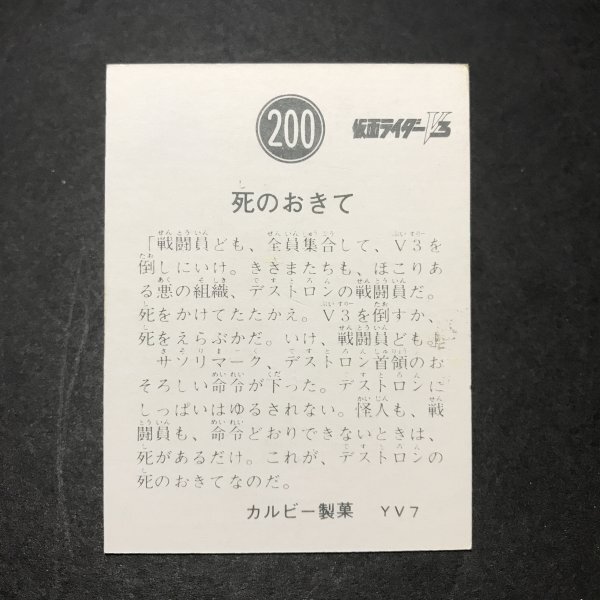 200
仮面ライダーV3
死のおきて
「戦闘員ども、全員集合して、V3を
倒しにいけ。きさまたちも、ほこりあ
る悪の組織、デストロンの戦闘員だ。
死をかけてたたかえ。V3を倒すか、
死をえらぶかだ。いけ、戦闘員ども」
サソリマーク、デストロン首領のお
そろしい命令が下った。デストロンに
しっぱいはゆるされない。怪人も、戦
闘員も、命令どおりできないときは、
死があるだけ。これが、デストロンの
死のおきてなのだ。
カルビー製菓 YV7